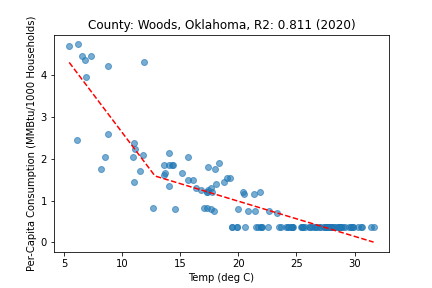 County: Woods, Oklahoma, R2: 0.811 (2020)
Per-Capita Consumption (MMBtu/1000 Households)
4
3
2
1
0
5 10 15 20 25 30
Temp (deg C)